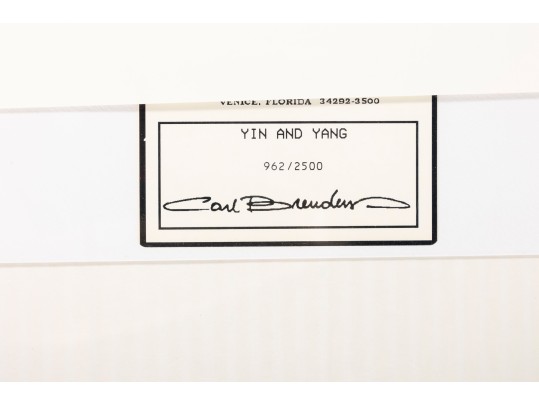 VENICE, FLORIDA 34292-3500
YIN AND YANG
962/2500
Carl Brenders